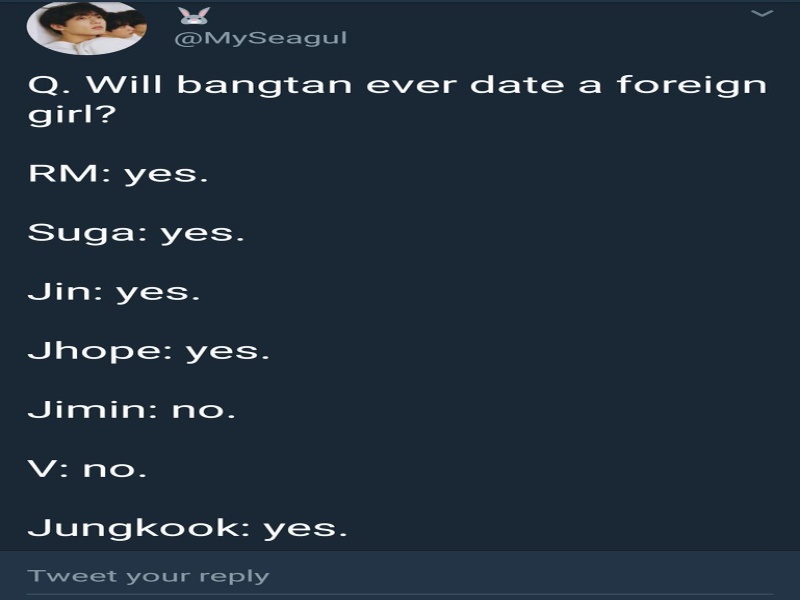 @MySeagul
Q. Will bangtan ever date a foreign
girl?
RM: yes.
Suga: yes.
Jin: yes.
Jhope: yes.
Jimin: no.
V: no.
Jungkook: yes.
Tweet your reply